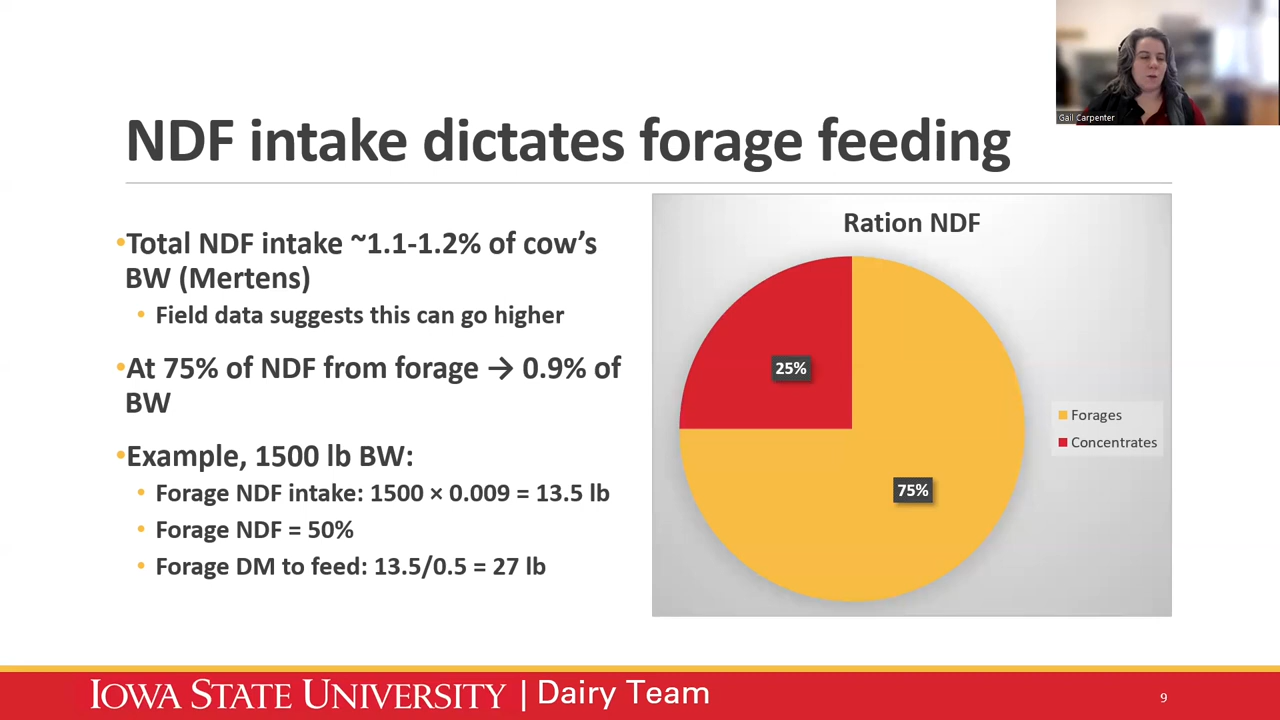 Gail Carpenter
NDF intake dictates forage feeding
•Total NDF intake ~1.1-1.2% of cow’s
BW (Mertens)
• Field data suggests this can go higher
•At 75% of NDF from forage → 0.9% of
BW
•Example, 1500 lb BW:
• Forage NDF intake: 1500 × 0.009 = 13.5 lb
• Forage NDF = 50%
• Forage DM to feed: 13.5/0.5 = 27 lb
Ration NDF
25%
75%
Forages
Concentrates
IOWA STATE UNIVERSITY | Dairy Team
9